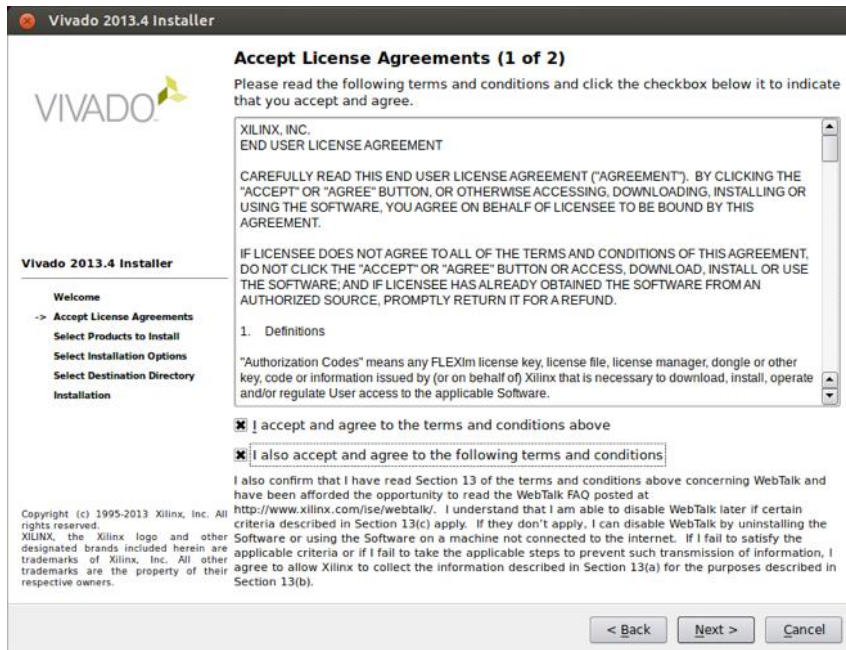 Vivado 2013.4 Installer
VIVADO.
Vivado 2013.4 Installer
Welcome
-> Accept License Agreements
Select Products to Install
Select Installation Options
Select Destination Directory
Installation
Copyright (c) 1995-2013 Xilinx, Inc. All
rights reserved.
XILINX, the Xilinx logo and other
designated brands included herein are
trademarks of Xilinx, Inc. All other
trademarks are the property of their
respective owners.
Accept License Agreements (1 of 2)
Please read the following terms and conditions and click the checkbox below it to indicate
that you accept and agree.
XILINX, INC.
END USER LICENSE AGREEMENT
CAREFULLY READ THIS END USER LICENSE AGREEMENT ("AGREEMENT"). BY CLICKING THE
"ACCEPT" OR "AGREE" BUTTON, OR OTHERWISE ACCESSING, DOWNLOADING, INSTALLING OR
USING THE SOFTWARE, YOU AGREE ON BEHALF OF LICENSEE TO BE BOUND BY THIS
AGREEMENT.
IF LICENSEE DOES NOT AGREE TO ALL OF THE TERMS AND CONDITIONS OF THIS AGREEMENT,
DO NOT CLICK THE "ACCEPT" OR "AGREE" BUTTON OR ACCESS, DOWNLOAD, INSTALL OR USE
THE SOFTWARE; AND IF LICENSEE HAS ALREADY OBTAINED THE SOFTWARE FROM AN
AUTHORIZED SOURCE, PROMPTLY RETURN IT FOR A REFUND.
1. Definitions
"Authorization Codes" means any FLEXlm license key, license file, license manager, dongle or other
key, code or information issued by (or on behalf of) Xilinx that is necessary to download, install, operate
and/or regulate User access to the applicable Software.
I accept and agree to the terms and conditions above
I also accept and agree to the following terms and conditions
I also confirm that I have read Section 13 of the terms and conditions above concerning WebTalk and
have been afforded the opportunity to read the WebTalk FAQ posted at
http://www.xilinx.com/ise/webtalk/. I understand that I am able to disable WebTalk later if certain
criteria described in Section 13(c) apply. If they don't apply, I can disable WebTalk by uninstalling the
Software or using the Software on a machine not connected to the internet. If I fail to satisfy the
applicable criteria or if I fail to take the applicable steps to prevent such transmission of information, I
agree to allow Xilinx to collect the information described in Section 13(a) for the purposes described in
Section 13(b).
< Back
Next >
Cancel